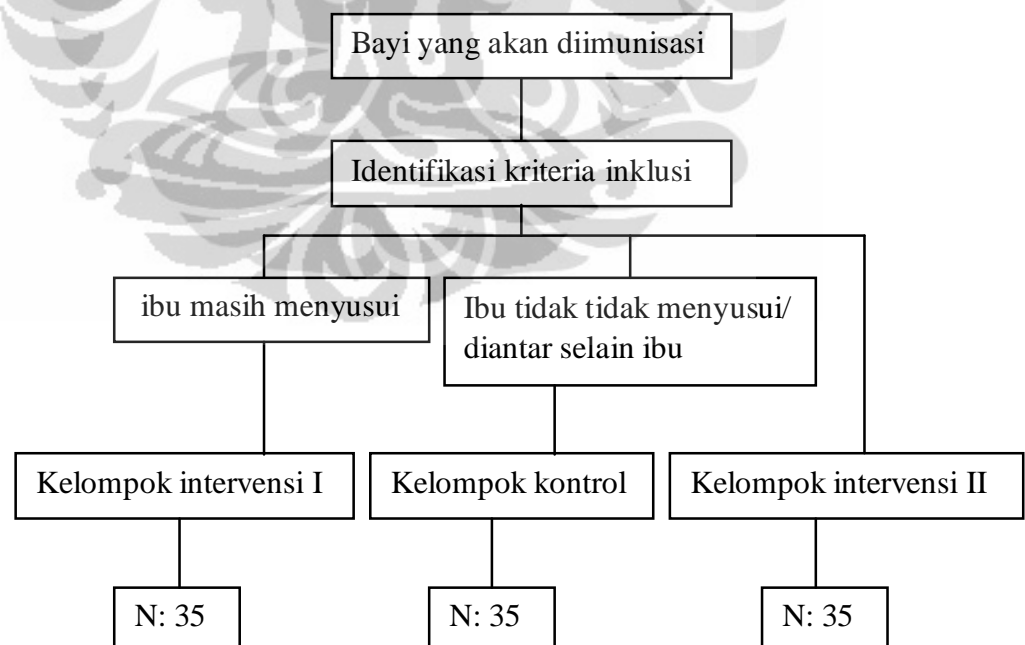 Bayi yang akan diimunisasi
Identifikasi kriteria inklusi
ibu masih menyusui
Ibu tidak tidak menyusui/
diantar selain ibu
Kelompok intervensi I
Kelompok kontrol
Kelompok intervensi II
N: 35
N: 35
N: 35